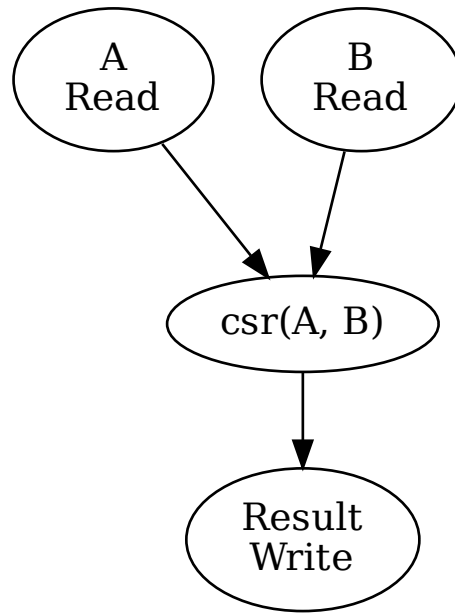 A
Read
B
Read
csr(A, B)
Result
Write